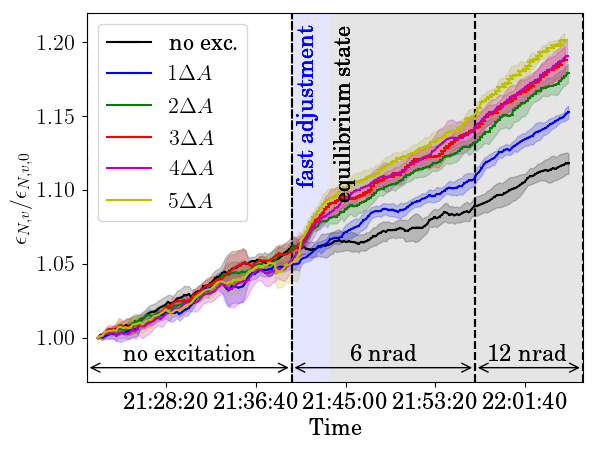 1.20
1.15
1.10
1.05
1.00
ϵN,v/ϵN,v,0
no exc.
1ΔA
2ΔA
3ΔA
4ΔA
5ΔA
fast adjustment
equilibrium state
no excitation
6 nrad
12 nrad
21:28:20 21:36:40 21:45:00 21:53:20 22:01:40
Time